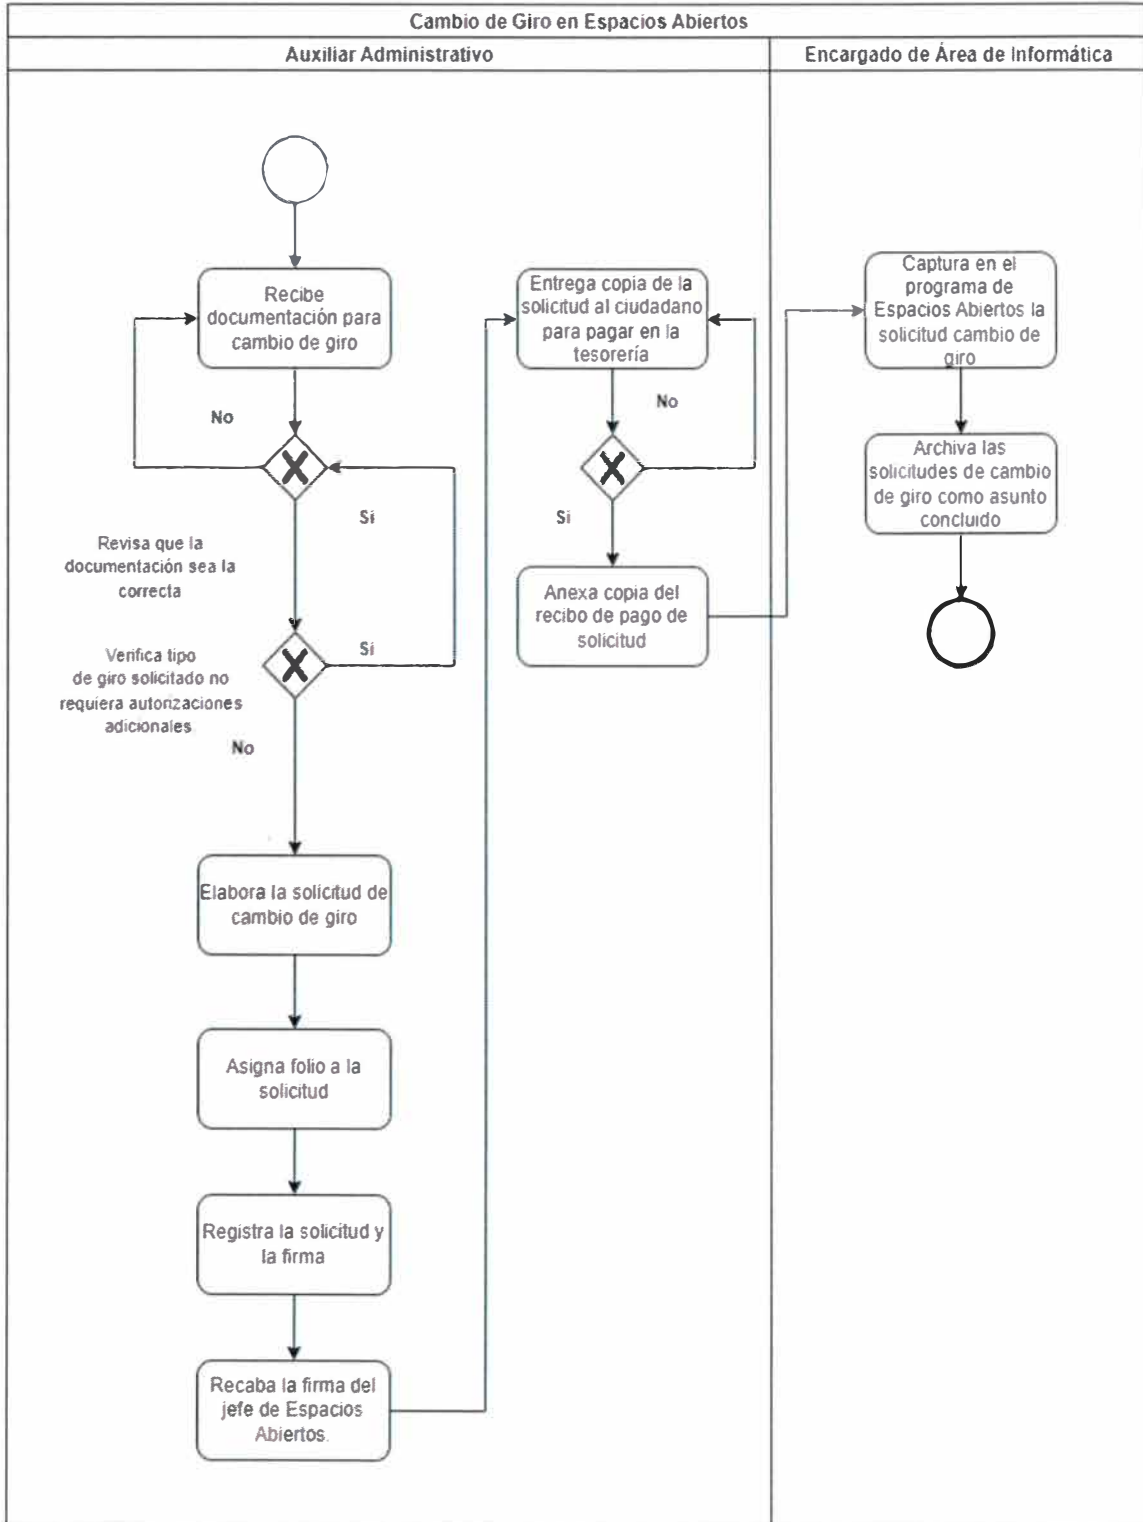 Cambio de Giro en Espacios Abiertos
Auxiliar Administrativo
Encargado de Área de Informática
Recibe
documentación para
cambio de giro
No
Si
Revisa que la
documentación sea la
correcta
Verifica tipo
de giro solicitado no
requiera autorizaciones
adicionales
Si
No
Elabora la solicitud de
cambio de giro
Asigna folio a la
solicitud
Registra la solicitud y
la firma
Recaba la firma del
jefe de Espacios
Abiertos.
Entrega copia de la
solicitud al ciudadano
para pagar en la
tesorería
No
Si
Anexa copia del
recibo de pago de
solicitud
Captura en el
programa de
Espacios Abiertos la
solicitud cambio de
giro
Archiva las
solicitudes de cambio
de giro como asunto
concluido